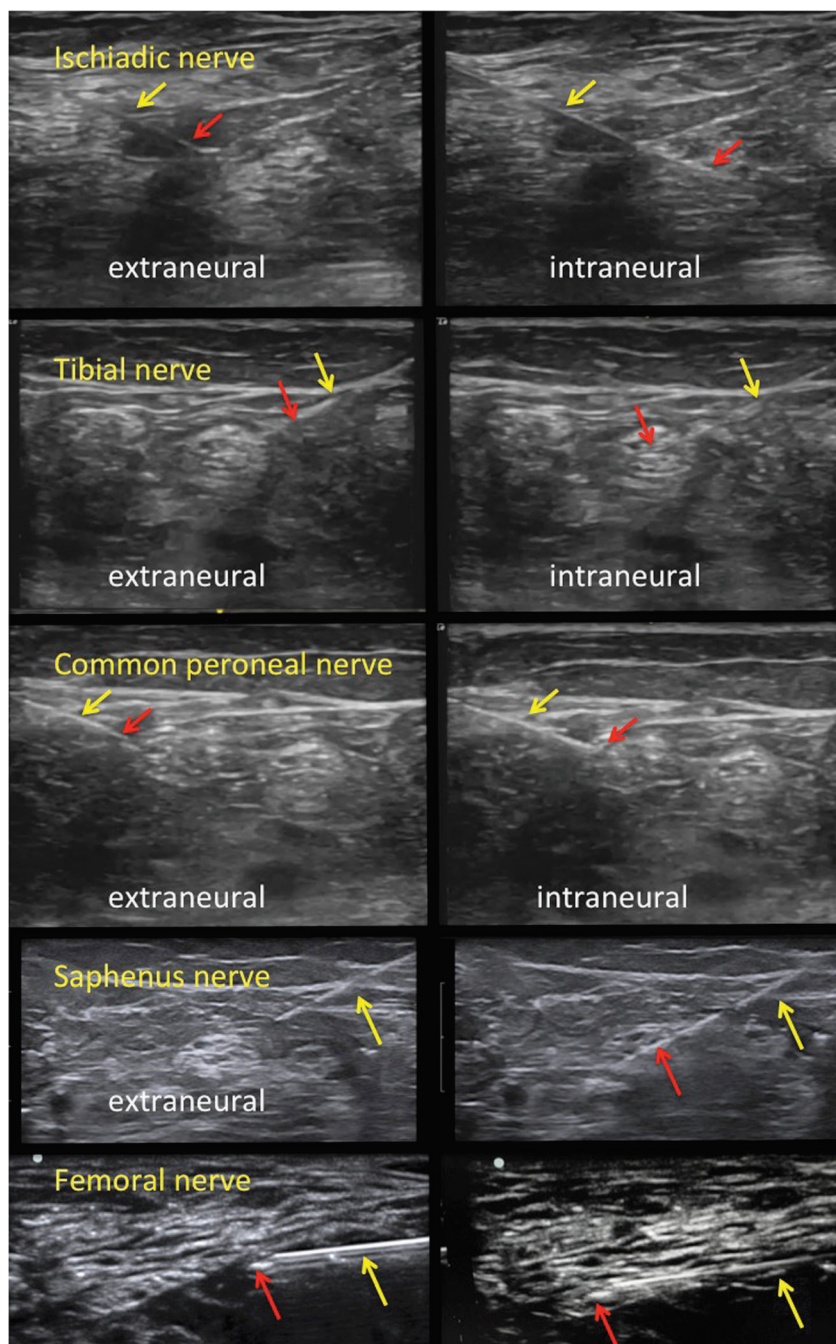 Ischiadic nerve
extraneural
intraneural
Tibial nerve
extraneural
intraneural
Common peroneal nerve
extraneural
intraneural
Saphenus nerve
extraneural
Femoral nerve